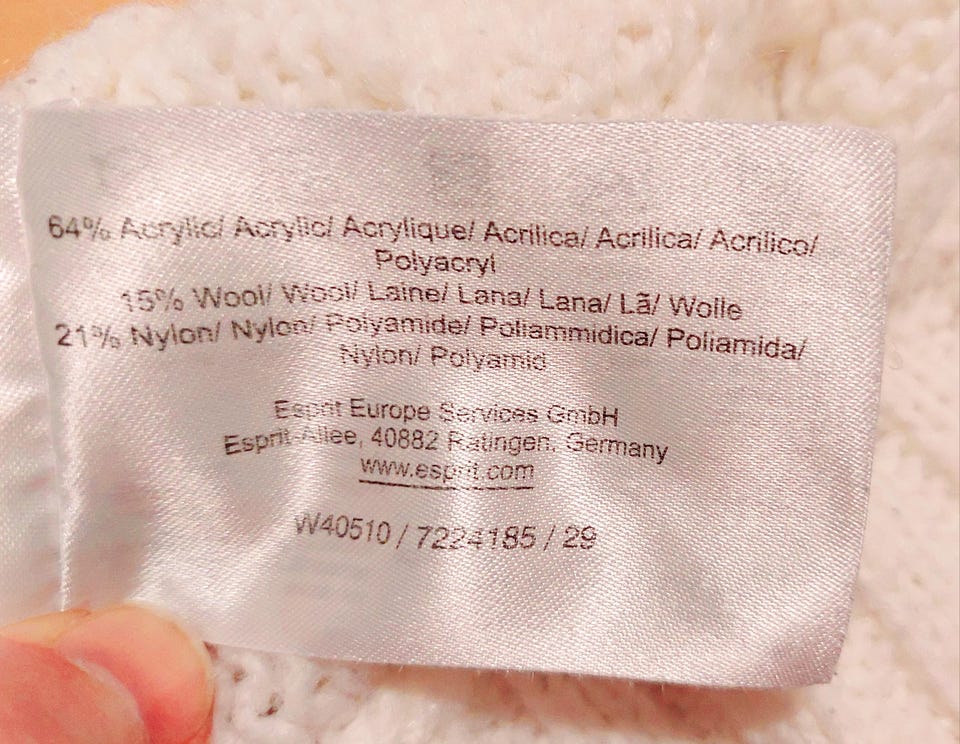 64% Acrylic/ Acrylic/ Acrylique/ Acrilica/ Acrilica/ Acrilico/
Polyacryl
15% Wool/ Wool/ Laine/ Lana/ Lana/ Lã/ Wolle
21% Nylon/ Nylon/ Polyamide/ Poliammidica/ Poliamida/
Nylon/ Polyamid
Esprit Europe Services GmbH
Esprit-Allee, 40882 Ratingen, Germany
www.esprit.com
W40510 / 7224185 / 29